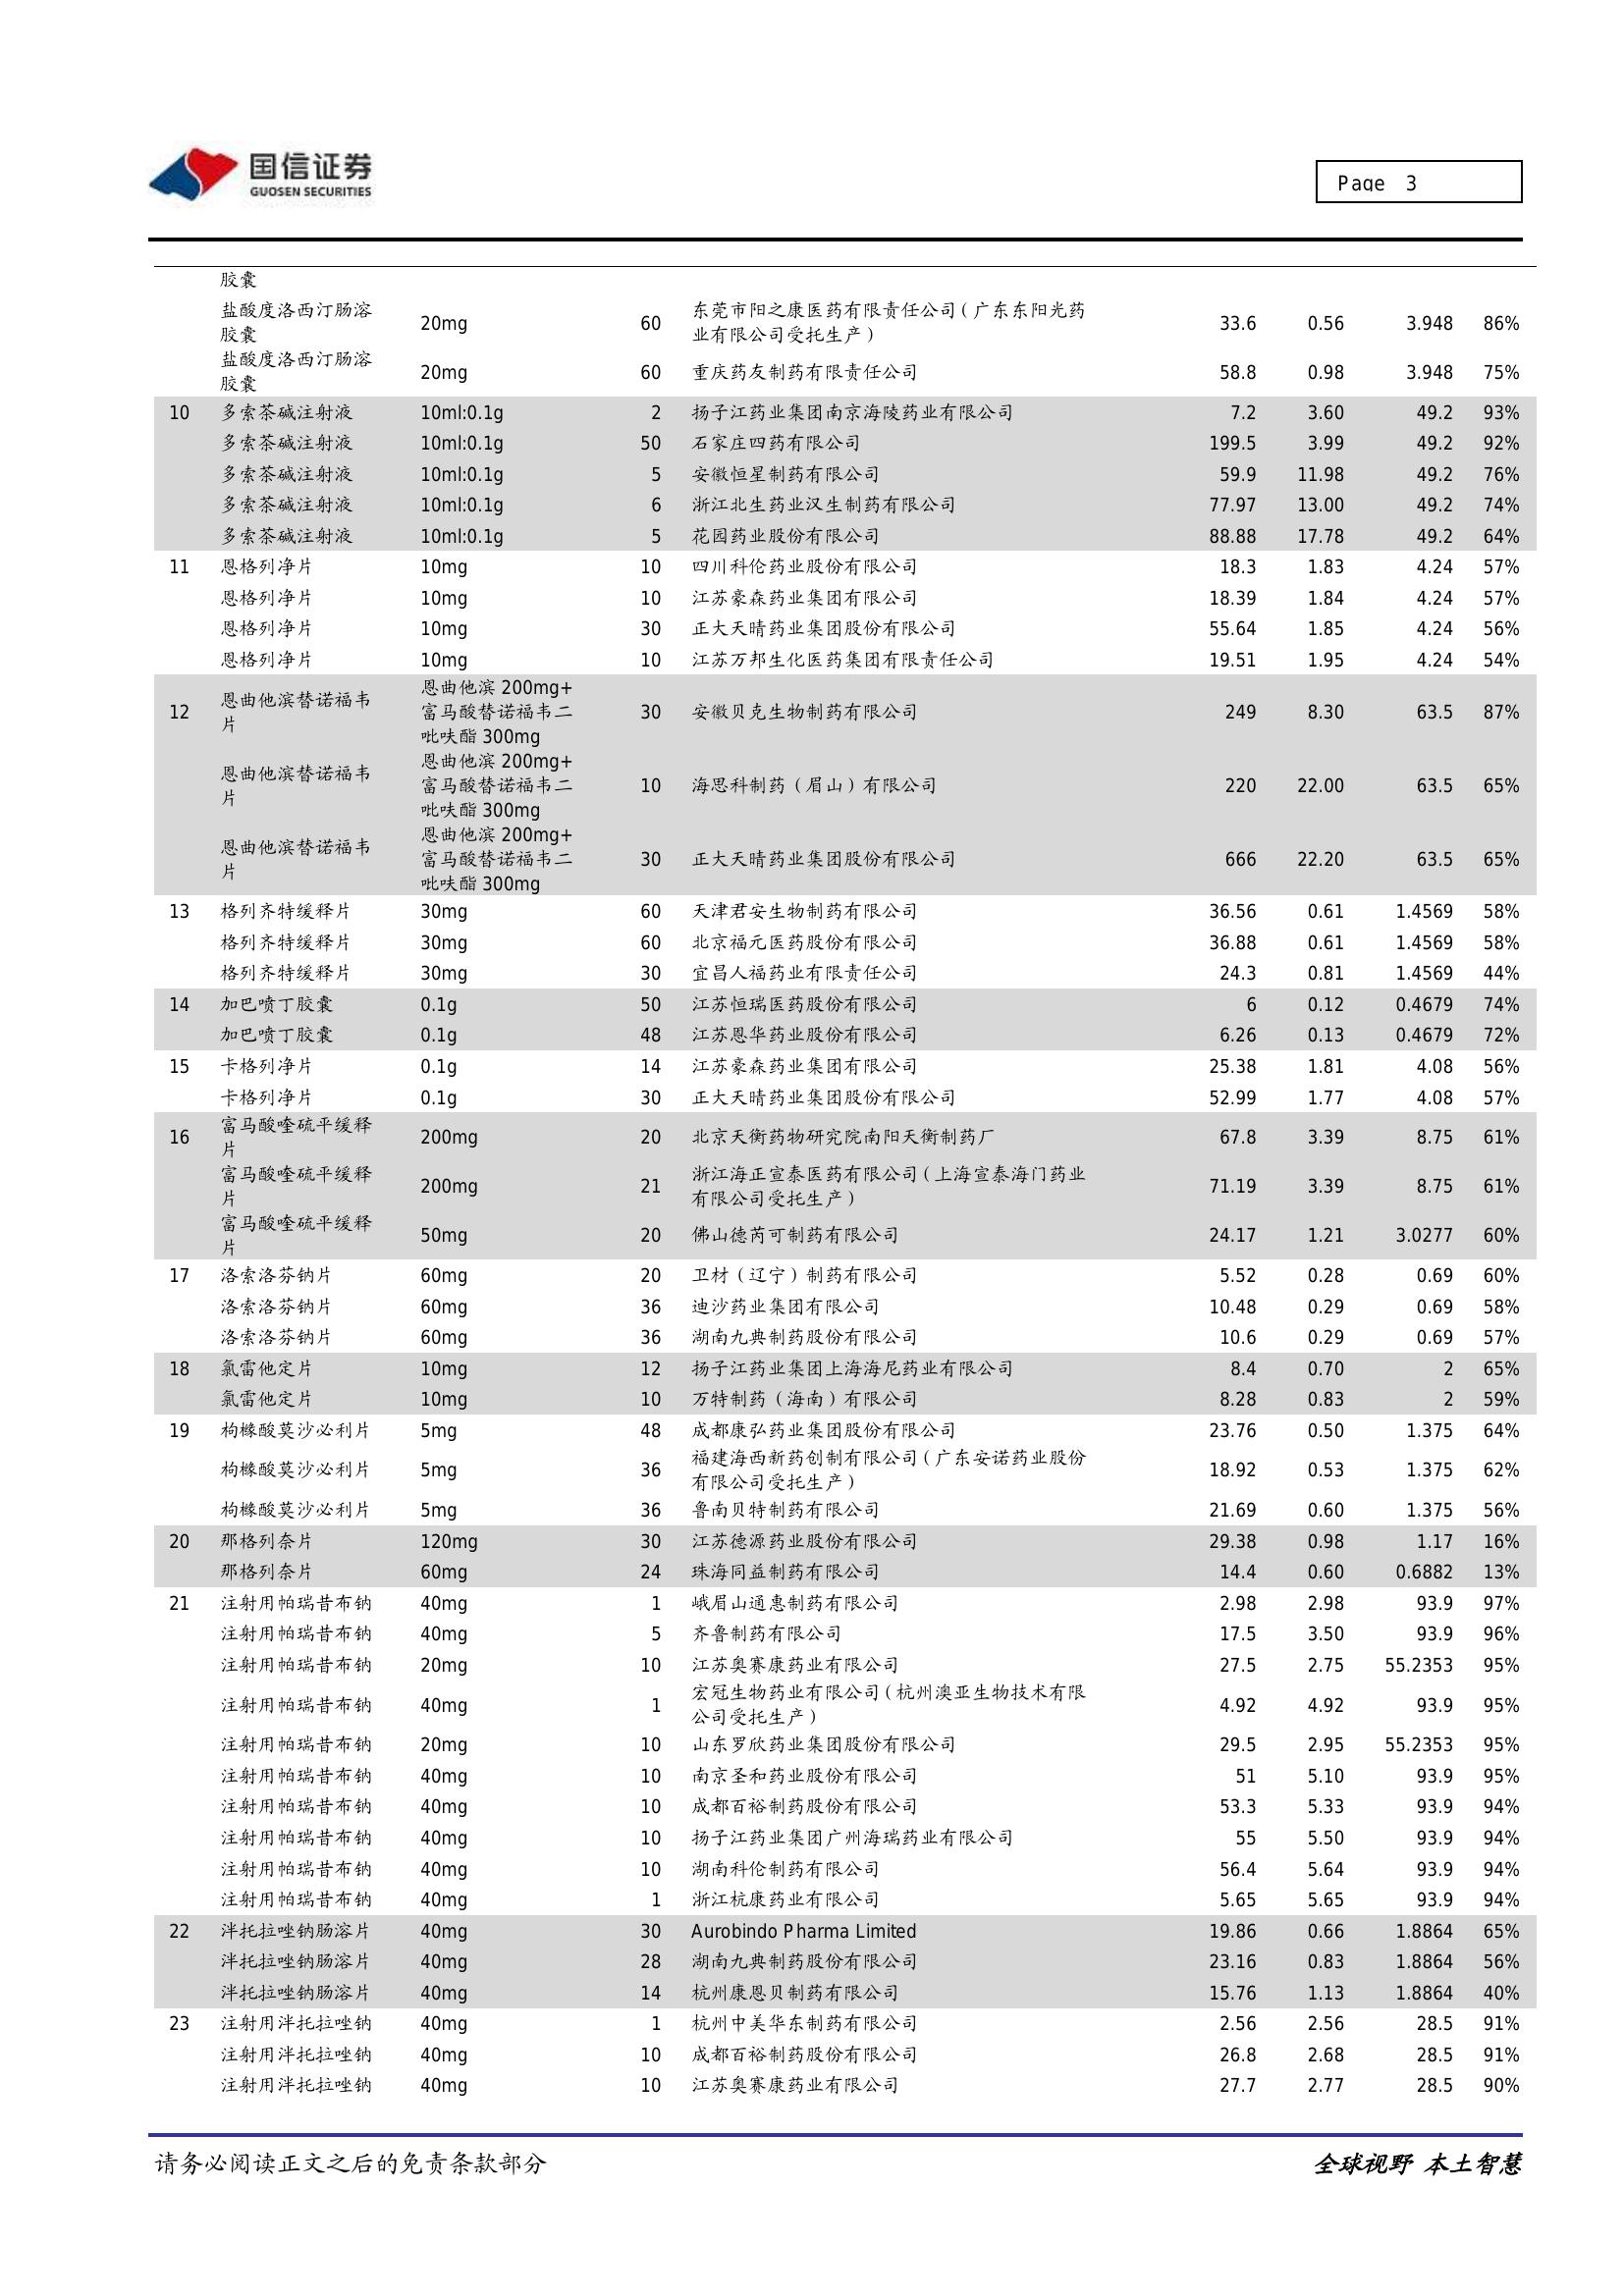 国信证券
GUOSEN SECURITIES
Page 3
胶囊
盐酸度洛西汀肠溶
胶囊 20mg 60 东莞市阳之康医药有限责任公司(广东东阳光药
业有限公司受托生产) 33.6 0.56 3.948 86%
盐酸度洛西汀肠溶
胶囊 20mg 60 重庆药友制药有限责任公司 58.8 0.98 3.948 75%
10 多索茶碱注射液 10ml:0.1g 2 扬子江药业集团南京海陵药业有限公司 7.2 3.60 49.2 93%
多索茶碱注射液 10ml:0.1g 50 石家庄四药有限公司 199.5 3.99 49.2 92%
多索茶碱注射液 10ml:0.1g 5 安徽恒星制药有限公司 59.9 11.98 49.2 76%
多索茶碱注射液 10ml:0.1g 6 浙江北生药业汉生制药有限公司 77.97 13.00 49.2 74%
多索茶碱注射液 10ml:0.1g 5 花园药业股份有限公司 88.88 17.78 49.2 64%
11 恩格列净片 10mg 10 四川科伦药业股份有限公司 18.3 1.83 4.24 57%
恩格列净片 10mg 10 江苏豪森药业集团有限公司 18.39 1.84 4.24 57%
恩格列净片 10mg 30 正大天晴药业集团股份有限公司 55.64 1.85 4.24 56%
恩格列净片 10mg 10 江苏万邦生化医药集团有限责任公司 19.51 1.95 4.24 54%
12 恩曲他滨替诺福韦
片 恩曲他滨 200mg+
富马酸替诺福韦二
吡呋酯 300mg 30 安徽贝克生物制药有限公司 249 8.30 63.5 87%
恩曲他滨替诺福韦
片 恩曲他滨 200mg+
富马酸替诺福韦二
吡呋酯 300mg 10 海思科制药(眉山)有限公司 220 22.00 63.5 65%
恩曲他滨替诺福韦
片 恩曲他滨 200mg+
富马酸替诺福韦二
吡呋酯 300mg 30 正大天晴药业集团股份有限公司 666 22.20 63.5 65%
13 格列齐特缓释片 30mg 60 天津君安生物制药有限公司 36.56 0.61 1.4569 58%
格列齐特缓释片 30mg 60 北京福元医药股份有限公司 36.88 0.61 1.4569 58%
格列齐特缓释片 30mg 30 宜昌人福药业有限责任公司 24.3 0.81 1.4569 44%
14 加巴喷丁胶囊 0.1g 50 江苏恒瑞医药股份有限公司 6 0.12 0.4679 74%
加巴喷丁胶囊 0.1g 48 江苏恩华药业股份有限公司 6.26 0.13 0.4679 72%
15 卡格列净片 0.1g 14 江苏豪森药业集团有限公司 25.38 1.81 4.08 56%
卡格列净片 0.1g 30 正大天晴药业集团股份有限公司 52.99 1.77 4.08 57%
16 富马酸喹硫平缓释
片 200mg 20 北京天衡药物研究院南阳天衡制药厂 67.8 3.39 8.75 61%
富马酸喹硫平缓释
片 200mg 21 浙江海正宣泰医药有限公司(上海宣泰海门药业
有限公司受托生产) 71.19 3.39 8.75 61%
富马酸喹硫平缓释
片 50mg 20 佛山德芮可制药有限公司 24.17 1.21 3.0277 60%
17 洛索洛芬钠片 60mg 20 卫材(辽宁)制药有限公司 5.52 0.28 0.69 60%
洛索洛芬钠片 60mg 36 迪沙药业集团有限公司 10.48 0.29 0.69 58%
洛索洛芬钠片 60mg 36 湖南九典制药股份有限公司 10.6 0.29 0.69 57%
18 氯雷他定片 10mg 12 扬子江药业集团上海海尼药业有限公司 8.4 0.70 2 65%
氯雷他定片 10mg 10 万特制药(海南)有限公司 8.28 0.83 2 59%
19 枸橼酸莫沙必利片 5mg 48 成都康弘药业集团股份有限公司 23.76 0.50 1.375 64%
枸橼酸莫沙必利片 5mg 36 福建海西新药创制有限公司(广东安诺药业股份
有限公司受托生产) 18.92 0.53 1.375 62%
枸橼酸莫沙必利片 5mg 36 鲁南贝特制药有限公司 21.69 0.60 1.375 56%
20 那格列奈片 120mg 30 江苏德源药业股份有限公司 29.38 0.98 1.17 16%
那格列奈片 60mg 24 珠海同益制药有限公司 14.4 0.60 0.6882 13%
21 注射用帕瑞昔布钠 40mg 1 峨眉山通惠制药有限公司 2.98 2.98 93.9 97%
注射用帕瑞昔布钠 40mg 5 齐鲁制药有限公司 17.5 3.50 93.9 96%
注射用帕瑞昔布钠 20mg 10 江苏奥赛康药业有限公司 27.5 2.75 55.2353 95%
注射用帕瑞昔布钠 40mg 1 宏冠生物药业有限公司(杭州澳亚生物技术有限
公司受托生产) 4.92 4.92 93.9 95%
注射用帕瑞昔布钠 20mg 10 山东罗欣药业集团股份有限公司 29.5 2.95 55.2353 95%
注射用帕瑞昔布钠 40mg 10 南京圣和药业股份有限公司 51 5.10 93.9 95%
注射用帕瑞昔布钠 40mg 10 成都百裕制药股份有限公司 53.3 5.33 93.9 94%
注射用帕瑞昔布钠 40mg 10 扬子江药业集团广州海瑞药业有限公司 55 5.50 93.9 94%
注射用帕瑞昔布钠 40mg 10 湖南科伦制药有限公司 56.4 5.64 93.9 94%
注射用帕瑞昔布钠 40mg 1 浙江杭康药业有限公司 5.65 5.65 93.9 94%
22 泮托拉唑钠肠溶片 40mg 30 Aurobindo Pharma Limited 19.86 0.66 1.8864 65%
泮托拉唑钠肠溶片 40mg 28 湖南九典制药股份有限公司 23.16 0.83 1.8864 56%
泮托拉唑钠肠溶片 40mg 14 杭州康恩贝制药有限公司 15.76 1.13 1.8864 40%
23 注射用泮托拉唑钠 40mg 1 杭州中美华东制药有限公司 2.56 2.56 28.5 91%
注射用泮托拉唑钠 40mg 10 成都百裕制药股份有限公司 26.8 2.68 28.5 91%
注射用泮托拉唑钠 40mg 10 江苏奥赛康药业有限公司 27.7 2.77 28.5 90%
请务必阅读正文之后的免责条款部分
全球视野 本土智慧